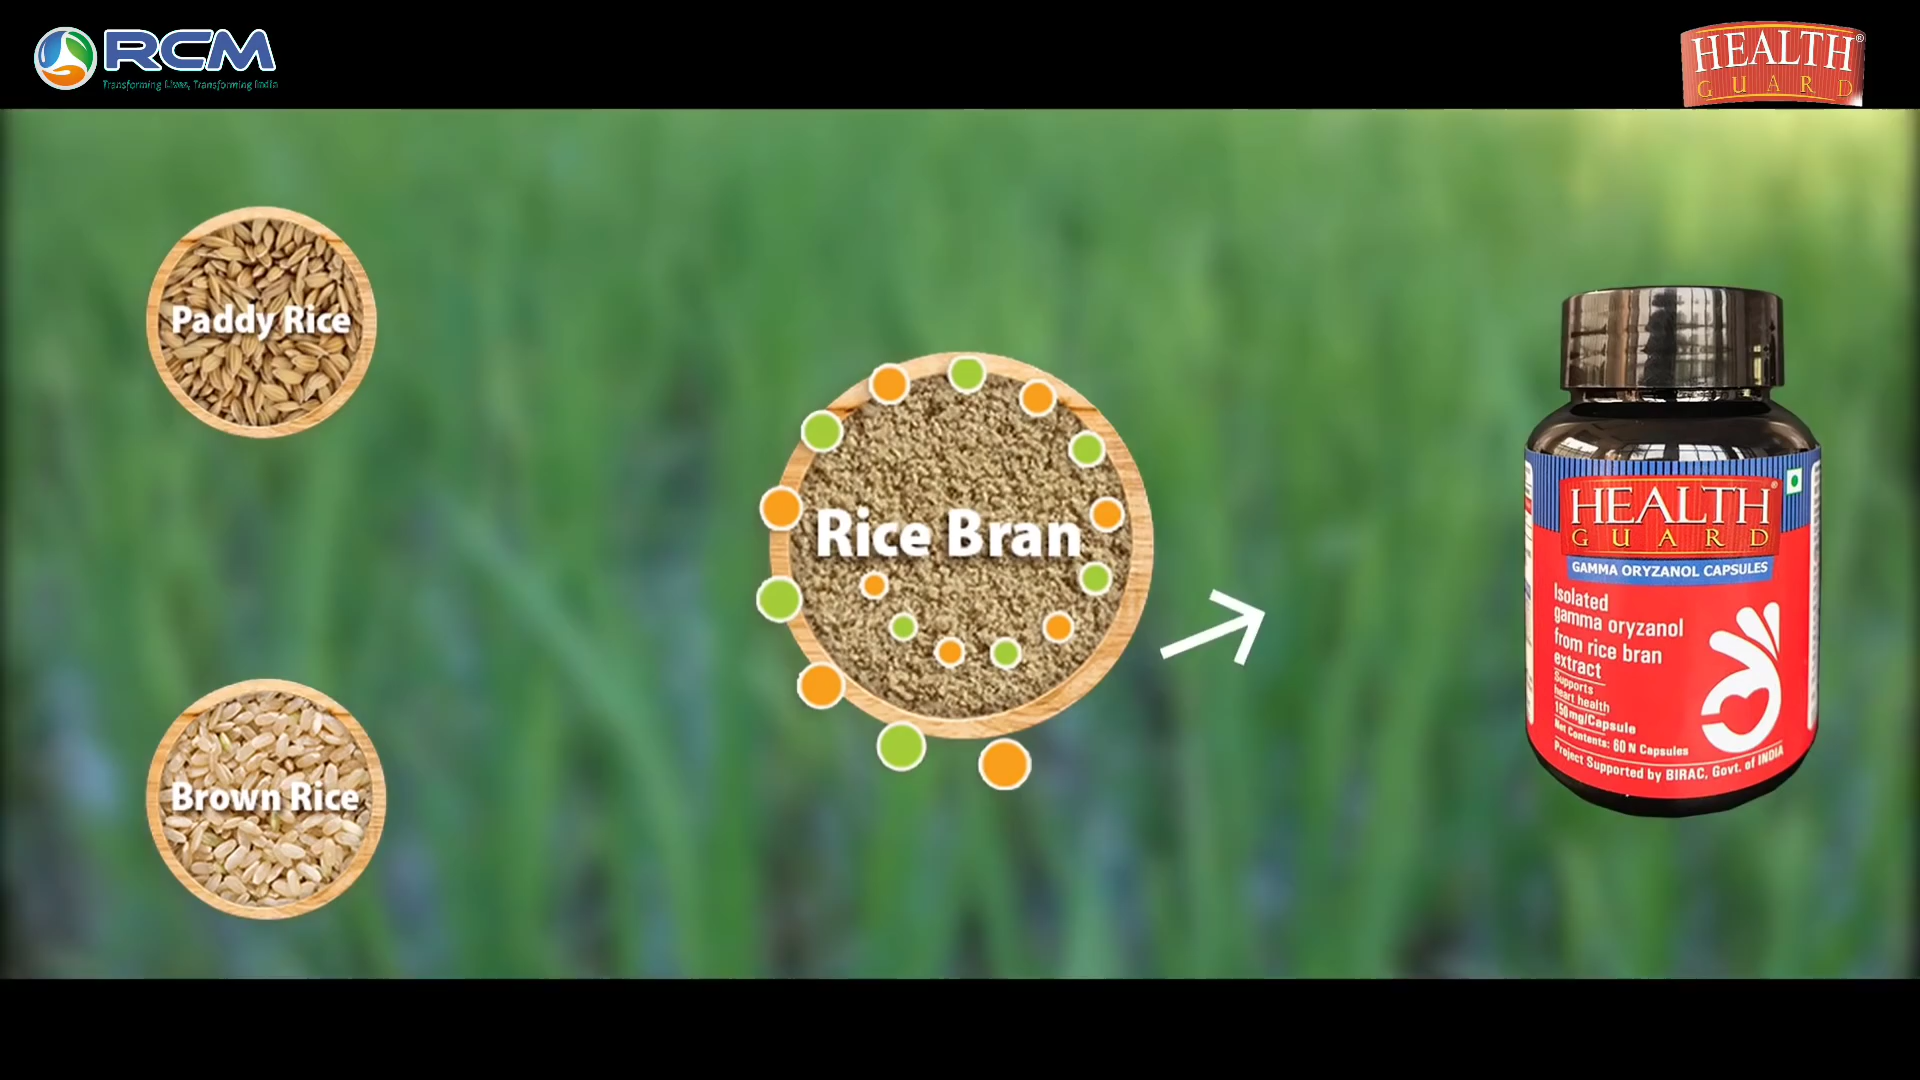 RCM
Transforming Lives, Transforming India
HEALTH®
GUARD
Paddy Rice
Rice Bran
Brown Rice
HEALTH®
GUARD
GAMMA ORYZANOL CAPSULES
Isolated
gamma oryzanol
from rice bran
extract
Supports
heart health
150mg/Capsule
Net Contents: 60 N Capsules
Project Supported by BIRAC, Govt. of INDIA